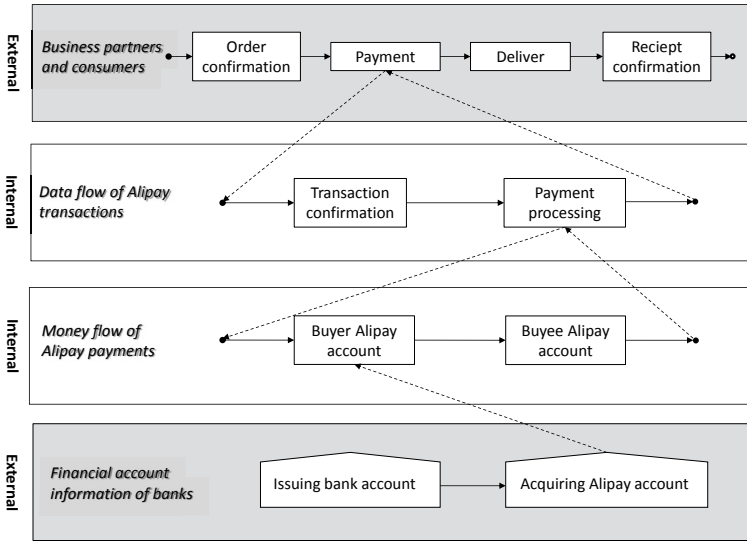 External
Business partners
and consumers
Order
confirmation
Payment
Deliver
Reciept
confirmation
Internal
Data flow of Alipay
transactions
Transaction
confirmation
Payment
processing
Internal
Money flow of
Alipay payments
Buyer Alipay
account
Buyee Alipay
account
External
Financial account
information of banks
Issuing bank account
Acquiring Alipay account